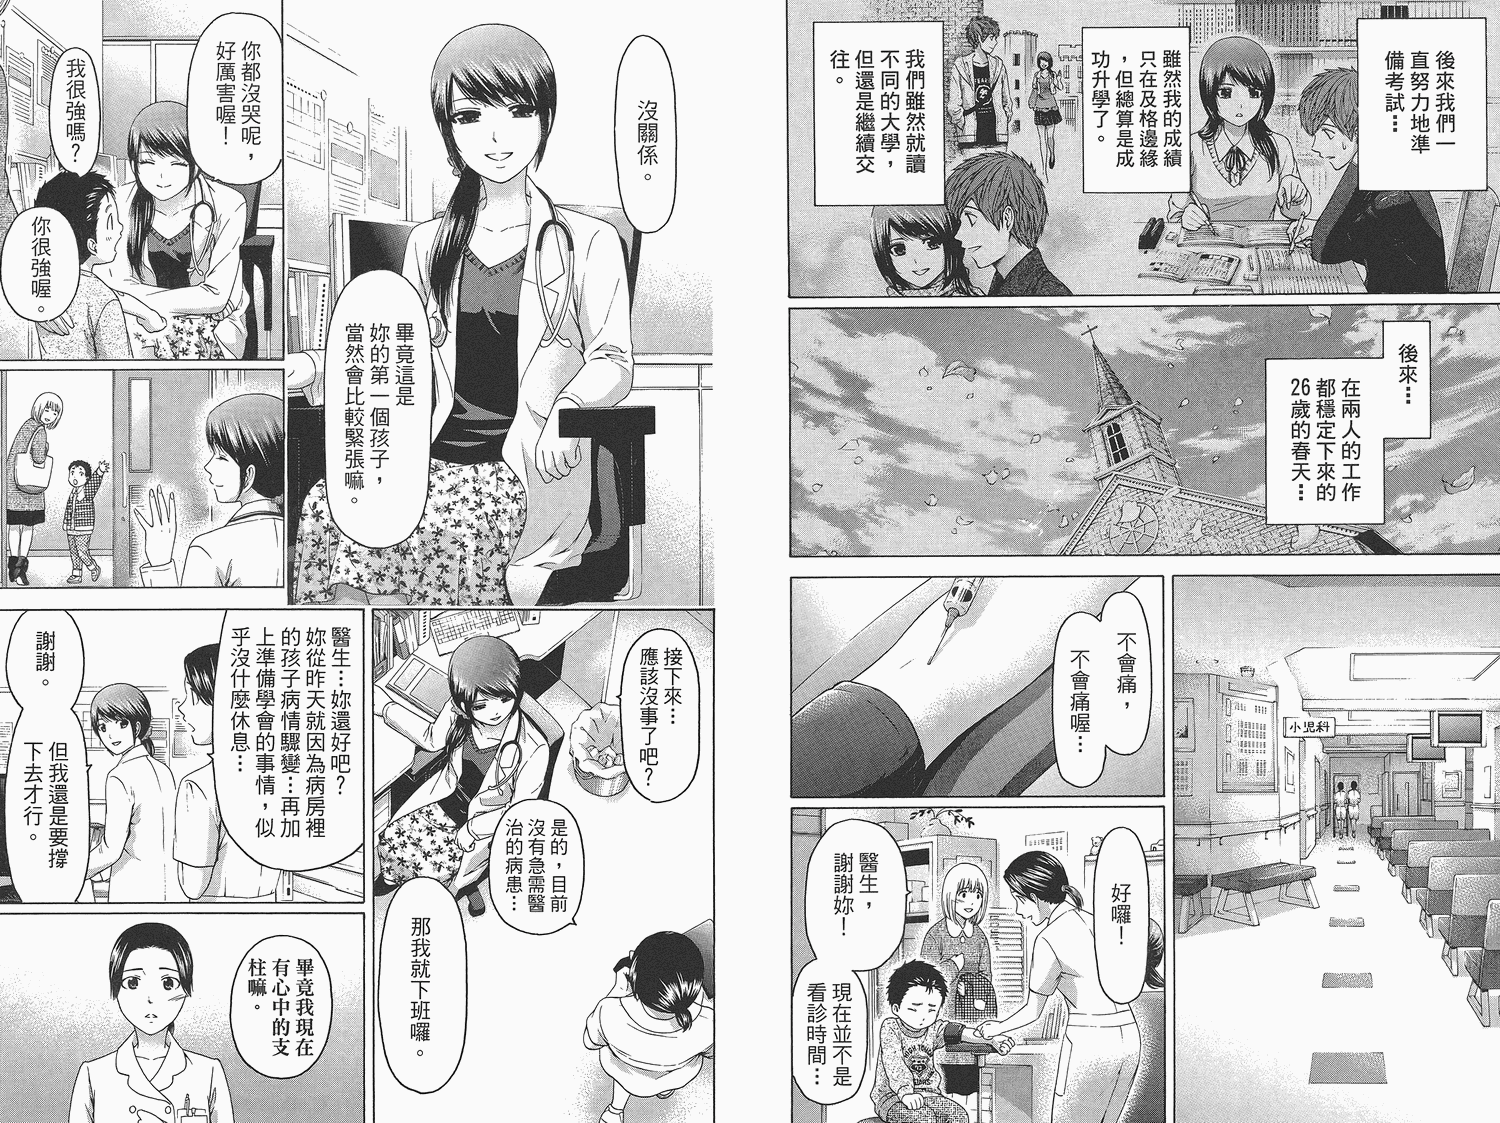 後來我們一
直努力地準
備考試…
雖然我的成績
只在及格邊緣
，但總算是成
功升學了。
我們雖然就讀
不同的大學，
但還是繼續交
往。
後來…
在兩人的工作
都穩定下來的
26歲的春天…
小児科
不會痛，
不會痛喔…
好囉！
醫生，
謝謝妳！
現在並不是
看診時間…
沒關係。
畢竟這是
妳的第一個孩子，
當然會比較緊張嘛。
你都沒哭呢，
好厲害喔！
我很強嗎？
你很強喔。
接下來…
應該沒事了吧？
是的，目前
沒有急需醫
治的病患…
那我就下班囉。
醫生…妳還好吧？
妳從昨天就因為病房裡
的孩子病情驟變…再加
上準備學會的事情，似
乎沒什麼休息…
謝謝。
但我還是要撐
下去才行。
畢竟我現在
有心中的支
柱嘛。